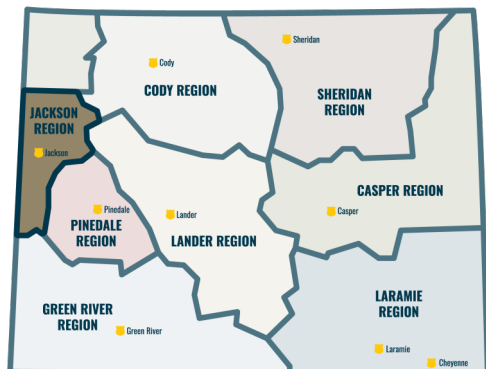 Sheridan
Cody
CODY REGION
SHERIDAN
REGION
JACKSON
REGION
Jackson
CASPER REGION
Pinedale
Lander
Casper
PINEDALE
REGION
LANDER REGION
LARAMIE
REGION
GREEN RIVER
REGION
Green River
Laramie
Cheyenne